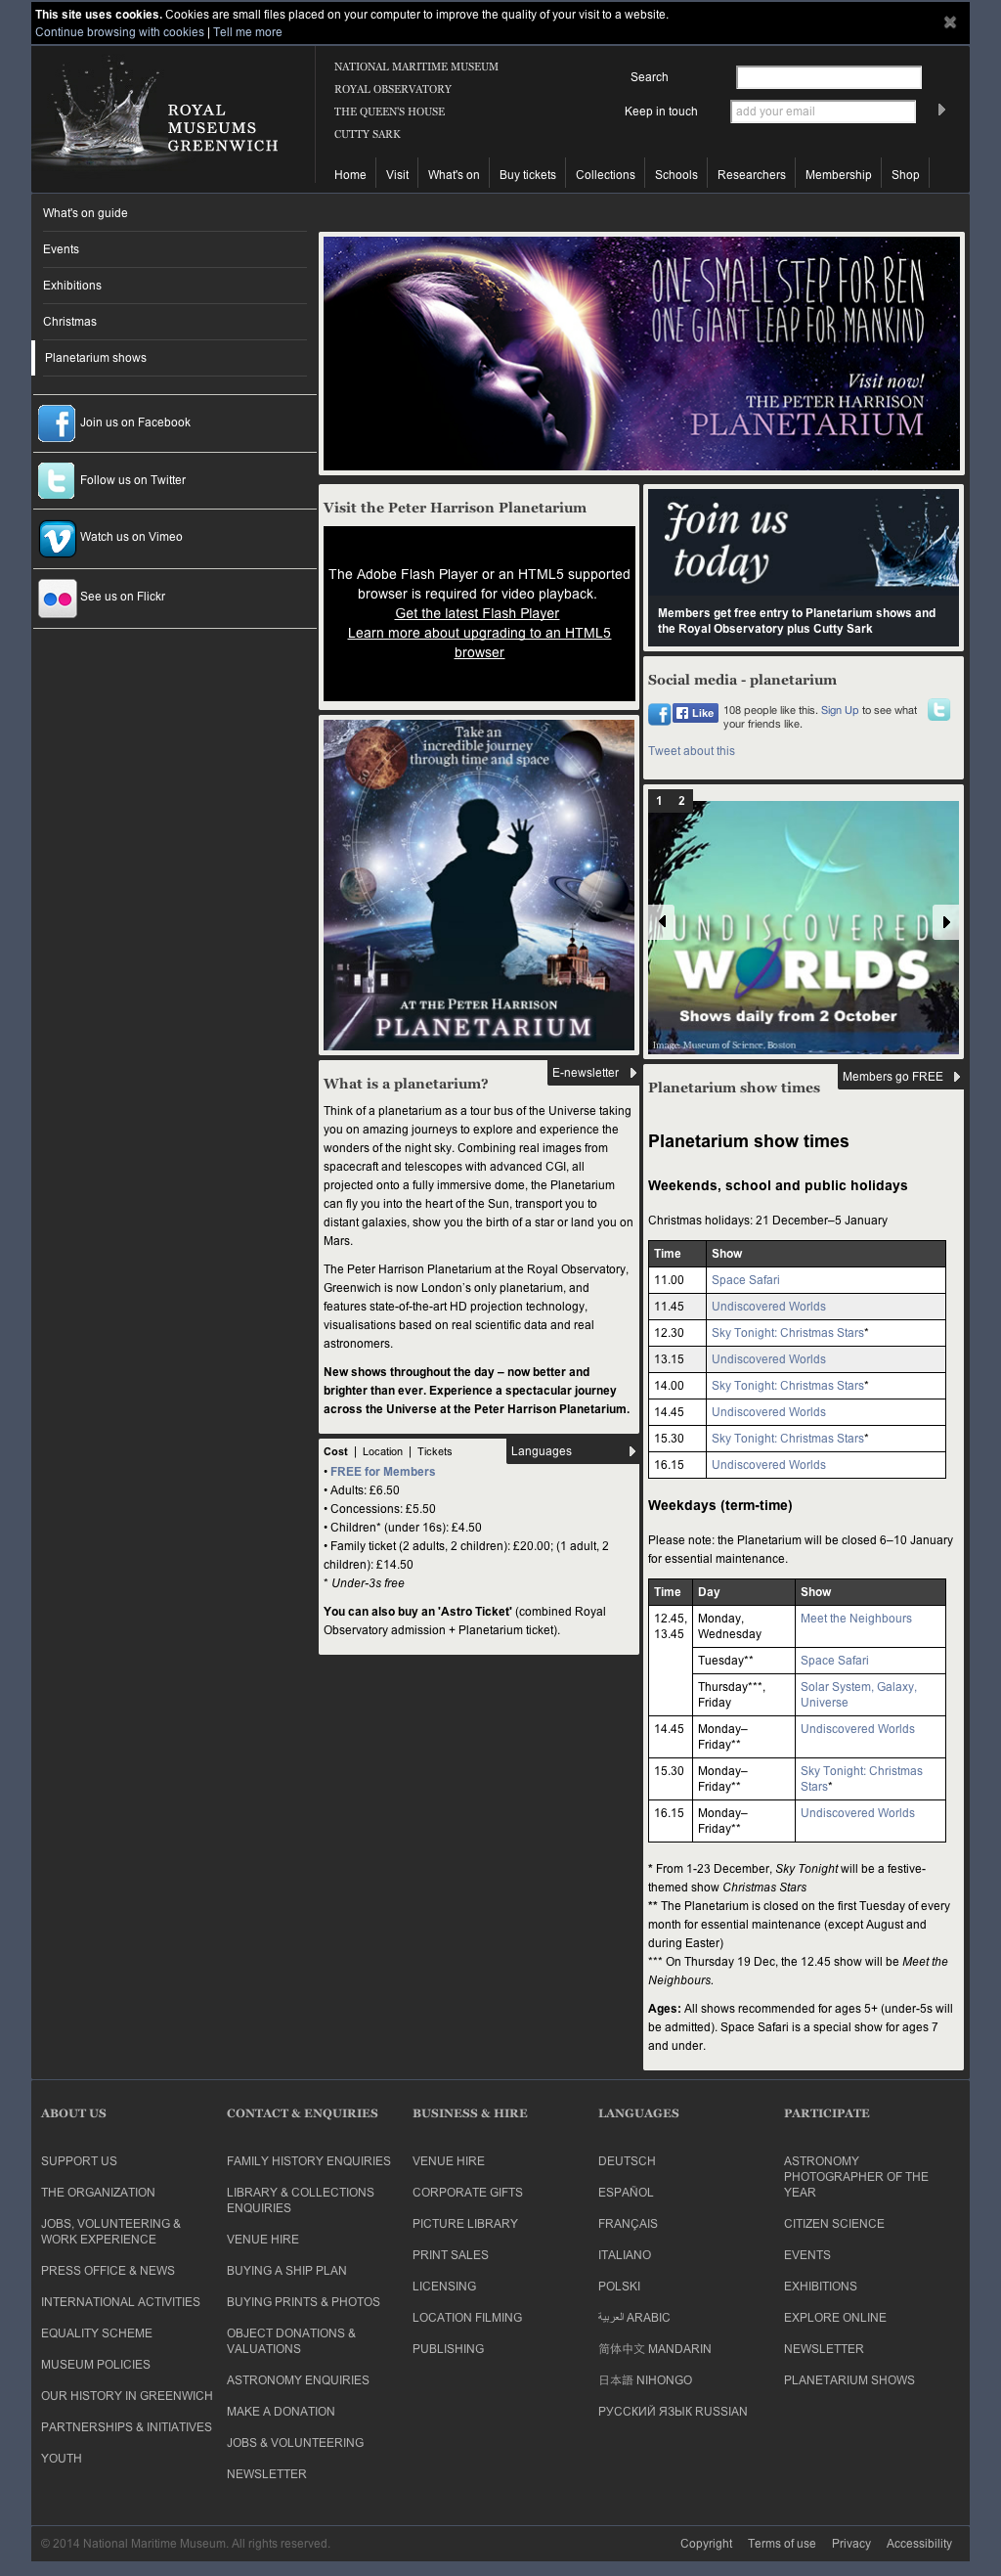 This site uses cookies. Cookies are small files placed on your computer to improve the quality of your visit to a website.
Continue browsing with cookies | Tell me more
ROYAL
MUSEUMS
GREENWICH
NATIONAL MARITIME MUSEUM
ROYAL OBSERVATORY
THE QUEEN'S HOUSE
CUTTY SARK
Search
Keep in touch
add your email
Home
Visit
What's on
Buy tickets
Collections
Schools
Researchers
Membership
Shop
What's on guide
Events
Exhibitions
Christmas
Planetarium shows
Join us on Facebook
Follow us on Twitter
Watch us on Vimeo
See us on Flickr
ONE SMALL STEP FOR BEN
ONE GIANT LEAP FOR MANKIND
Visit now!
THE PETER HARRISON
PLANETARIUM
Visit the Peter Harrison Planetarium
The Adobe Flash Player or an HTML5 supported
browser is required for video playback.
Get the latest Flash Player
Learn more about upgrading to an HTML5
browser
Take an
incredible journey
through time and space
45
15
AT THE PETER HARRISON
PLANETARIUM
What is a planetarium?
E-newsletter
Think of a planetarium as a tour bus of the Universe taking
you on amazing journeys to explore and experience the
wonders of the night sky. Combining real images from
spacecraft and telescopes with advanced CGI, all
projected onto a fully immersive dome, the Planetarium
can fly you into the heart of the Sun, transport you to
distant galaxies, show you the birth of a star or land you on
Mars.
The Peter Harrison Planetarium at the Royal Observatory,
Greenwich is now London's only planetarium, and
features state-of-the-art HD projection technology,
visualisations based on real scientific data and real
astronomers.
New shows throughout the day – now better and
brighter than ever. Experience a spectacular journey
across the Universe at the Peter Harrison Planetarium.
Cost | Location | Tickets
Languages
• FREE for Members
• Adults: £6.50
• Concessions: £5.50
• Children* (under 16s): £4.50
• Family ticket (2 adults, 2 children): £20.00; (1 adult, 2
children): £14.50
* Under-3s free
You can also buy an 'Astro Ticket' (combined Royal
Observatory admission + Planetarium ticket).
Join us
today
Members get free entry to Planetarium shows and
the Royal Observatory plus Cutty Sark
Social media - planetarium
Like
108 people like this. Sign Up to see what
your friends like.
Tweet about this
1 2
UNDISCOVERED
WORLDS
Shows daily from 2 October
Image: Museum of Science, Boston
Members go FREE
Planetarium show times
Planetarium show times
Weekends, school and public holidays
Christmas holidays: 21 December–5 January
Time Show
11.00 Space Safari
11.45 Undiscovered Worlds
12.30 Sky Tonight: Christmas Stars*
13.15 Undiscovered Worlds
14.00 Sky Tonight: Christmas Stars*
14.45 Undiscovered Worlds
15.30 Sky Tonight: Christmas Stars*
16.15 Undiscovered Worlds
Weekdays (term-time)
Please note: the Planetarium will be closed 6–10 January
for essential maintenance.
Time Day Show
12.45, Monday, Meet the Neighbours
13.45 Wednesday
Tuesday** Space Safari
Thursday***, Solar System, Galaxy,
Friday Universe
14.45 Monday– Undiscovered Worlds
Friday**
15.30 Monday– Sky Tonight: Christmas
Friday** Stars*
16.15 Monday– Undiscovered Worlds
Friday**
* From 1-23 December, Sky Tonight will be a festive-
themed show Christmas Stars
** The Planetarium is closed on the first Tuesday of every
month for essential maintenance (except August and
during Easter)
*** On Thursday 19 Dec, the 12.45 show will be Meet the
Neighbours.
Ages: All shows recommended for ages 5+ (under-5s will
be admitted). Space Safari is a special show for ages 7
and under.
ABOUT US
SUPPORT US
THE ORGANIZATION
JOBS, VOLUNTEERING &
WORK EXPERIENCE
PRESS OFFICE & NEWS
INTERNATIONAL ACTIVITIES
EQUALITY SCHEME
MUSEUM POLICIES
OUR HISTORY IN GREENWICH
PARTNERSHIPS & INITIATIVES
YOUTH
CONTACT & ENQUIRIES
FAMILY HISTORY ENQUIRIES
LIBRARY & COLLECTIONS
ENQUIRIES
VENUE HIRE
BUYING A SHIP PLAN
BUYING PRINTS & PHOTOS
OBJECT DONATIONS &
VALUATIONS
ASTRONOMY ENQUIRIES
MAKE A DONATION
JOBS & VOLUNTEERING
NEWSLETTER
BUSINESS & HIRE
VENUE HIRE
CORPORATE GIFTS
PICTURE LIBRARY
PRINT SALES
LICENSING
LOCATION FILMING
PUBLISHING
LANGUAGES
DEUTSCH
ESPAÑOL
FRANÇAIS
ITALIANO
POLSKI
العربية ARABIC
简体中文 MANDARIN
日本語 NIHONGO
РУССКИЙ ЯЗЫК RUSSIAN
PARTICIPATE
ASTRONOMY
PHOTOGRAPHER OF THE
YEAR
CITIZEN SCIENCE
EVENTS
EXHIBITIONS
EXPLORE ONLINE
NEWSLETTER
PLANETARIUM SHOWS
© 2014 National Maritime Museum. All rights reserved.
Copyright
Terms of use
Privacy
Accessibility